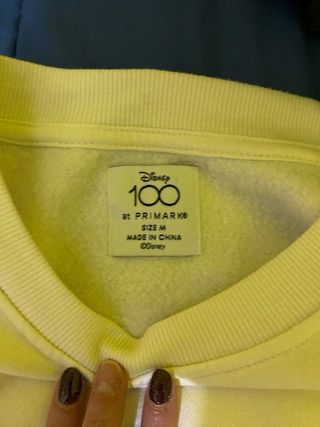 Disney
100
at PRIMARK®
SIZE M
MADE IN CHINA
©Disney